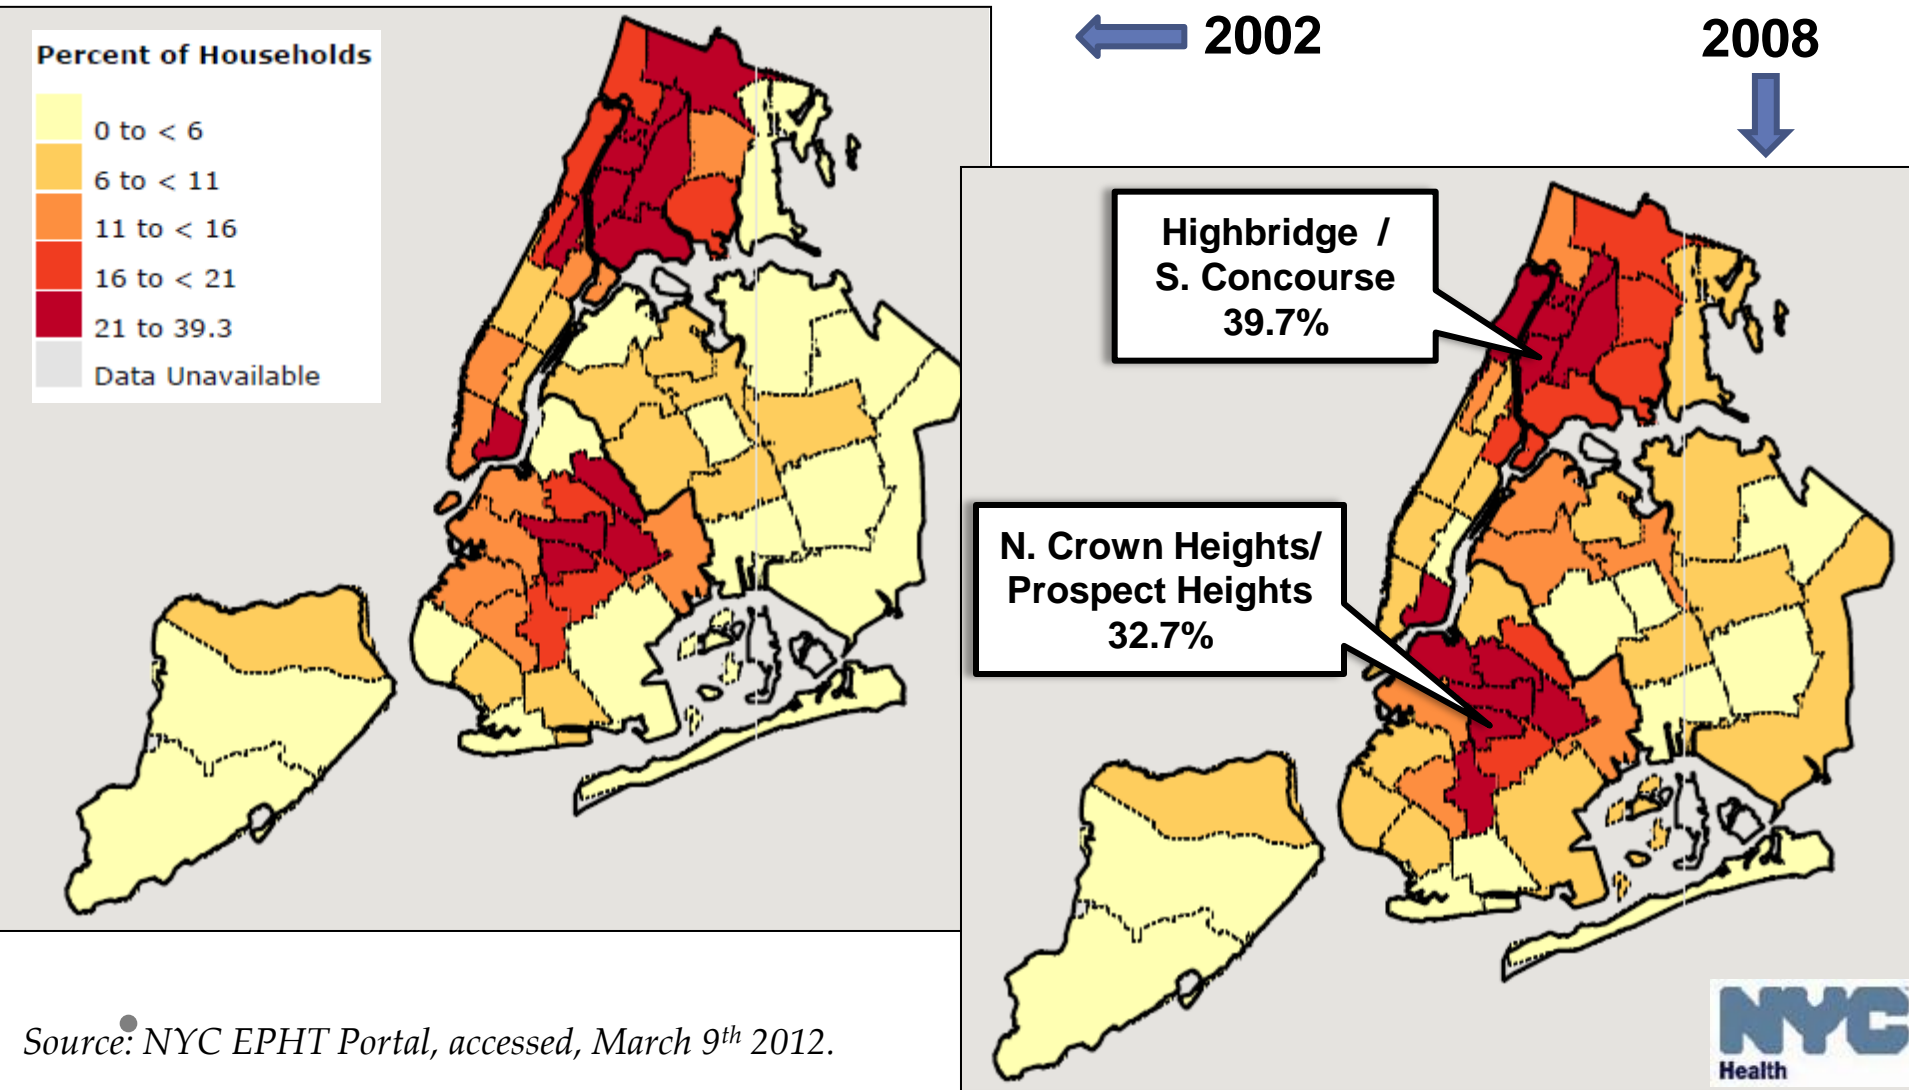 2002
2008
Percent of Households
0 to < 6
6 to < 11
11 to < 16
16 to < 21
21 to 39.3
Data Unavailable
Highbridge /
S. Concourse
39.7%
N. Crown Heights/
Prospect Heights
32.7%
Source: NYC EPHT Portal, accessed, March 9th 2012.
NYC
Health